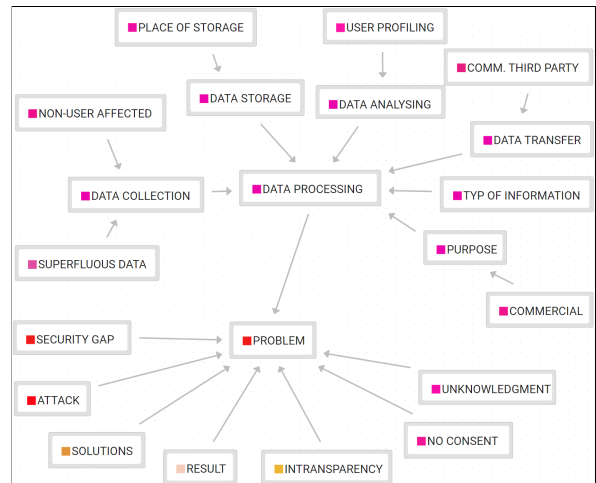 PLACE OF STORAGE
USER PROFILING
COMM. THIRD PARTY
DATA STORAGE
DATA ANALYSING
NON-USER AFFECTED
DATA TRANSFER
DATA COLLECTION
DATA PROCESSING
TYP OF INFORMATION
PURPOSE
SUPERFLUOUS DATA
COMMERCIAL
SECURITY GAP
PROBLEM
UNKNOWLEDGMENT
ATTACK
NO CONSENT
SOLUTIONS
RESULT
INTRANSPARENCY